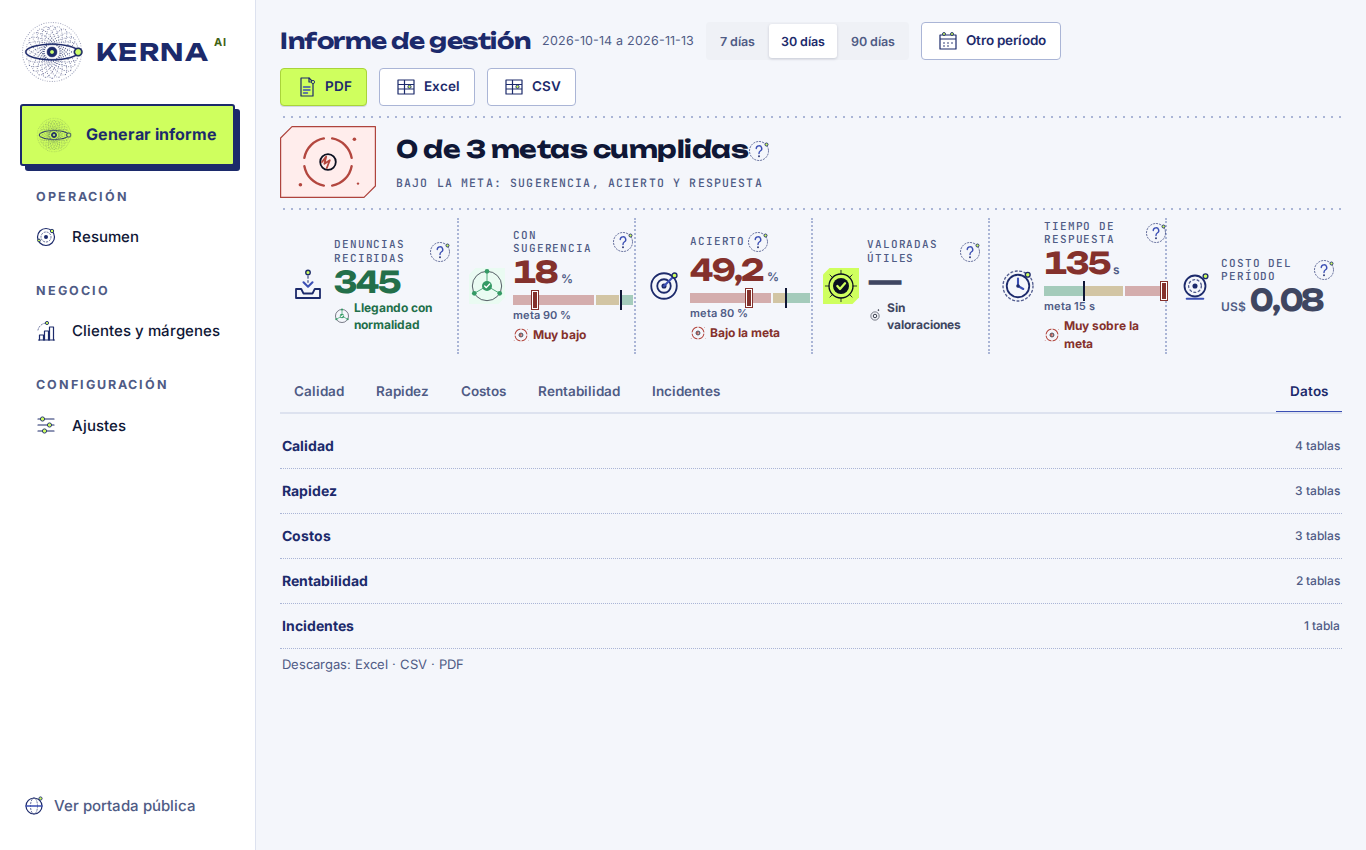 KERNA AI
Generar informe
OPERACIÓN
Resumen
NEGOCIO
Clientes y márgenes
CONFIGURACIÓN
Ajustes
Ver portada pública
Informe de gestión 2026-10-14 a 2026-11-13 7 días 30 días 90 días Otro período
PDF Excel CSV
0 de 3 metas cumplidas ?
BAJO LA META: SUGERENCIA, ACIERTO Y RESPUESTA
DENUNCIAS
RECIBIDAS ?
345
Llegando con
normalidad
CON
SUGERENCIA ?
18 %
meta 90 %
Muy bajo
ACIERTO ?
49,2 %
meta 80 %
Bajo la meta
VALORADAS
ÚTILES ?
—
Sin
valoraciones
TIEMPO DE
RESPUESTA ?
135 s
meta 15 s
Muy sobre la
meta
COSTO DEL
PERÍODO ?
US$ 0,08
Calidad Rapidez Costos Rentabilidad Incidentes Datos
Calidad 4 tablas
Rapidez 3 tablas
Costos 3 tablas
Rentabilidad 2 tablas
Incidentes 1 tabla
Descargas: Excel · CSV · PDF